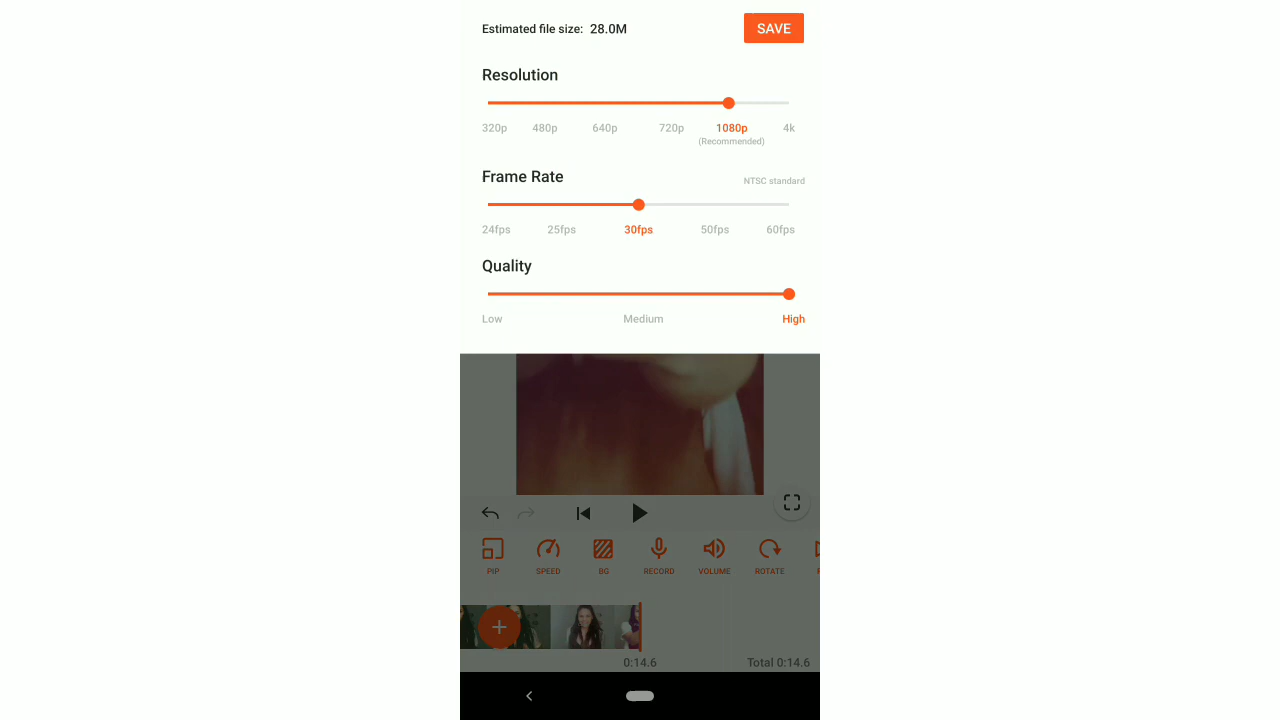 Estimated file size: 28.0M
SAVE
Resolution
320p 480p 640p 720p 1080p 4k
(Recommended)
Frame Rate
NTSC standard
24fps 25fps 30fps 50fps 60fps
Quality
Low Medium High
PIP SPEED BG RECORD VOLUME ROTATE
0:14.6 Total 0:14.6